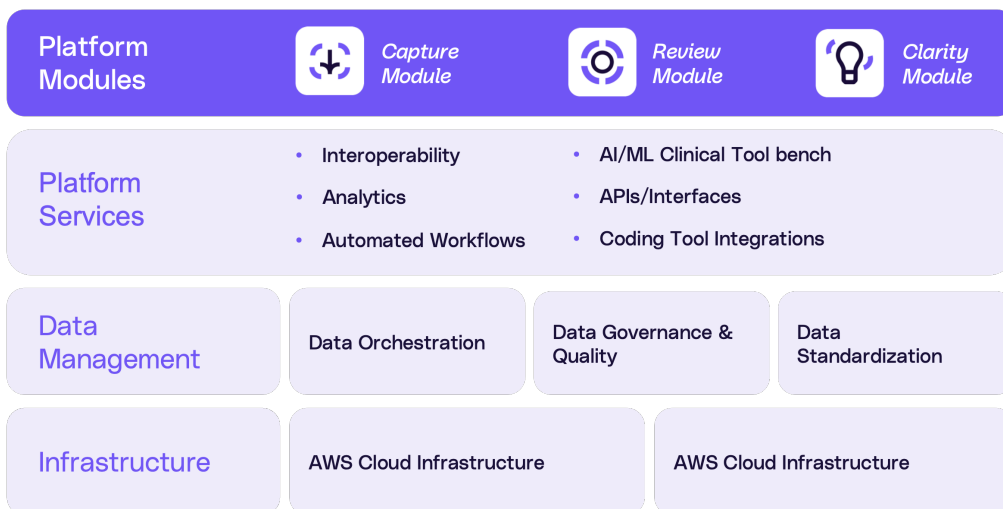 Platform
Modules
Capture
Module
Review
Module
Clarity
Module
Platform
Services
• Interoperability
• Analytics
• Automated Workflows
• AI/ML Clinical Tool bench
• APIs/Interfaces
• Coding Tool Integrations
Data
Management
Data Orchestration
Data Governance &
Quality
Data
Standardization
Infrastructure
AWS Cloud Infrastructure
AWS Cloud Infrastructure